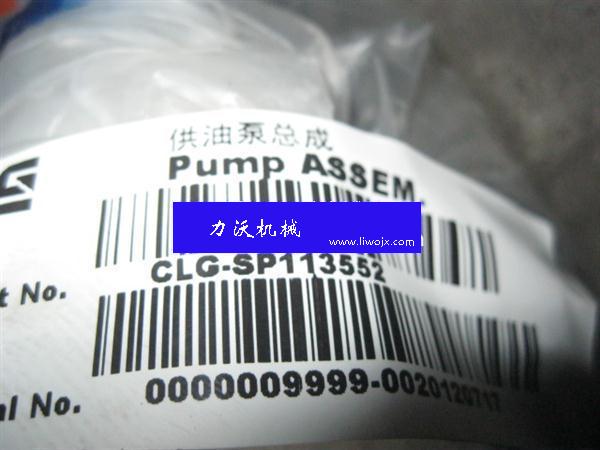 供油泵总成
Pump ASSEM
力沃机械
www.liwojx.com
t No. CLG-SP113552
al No. 0000009999-0020120717